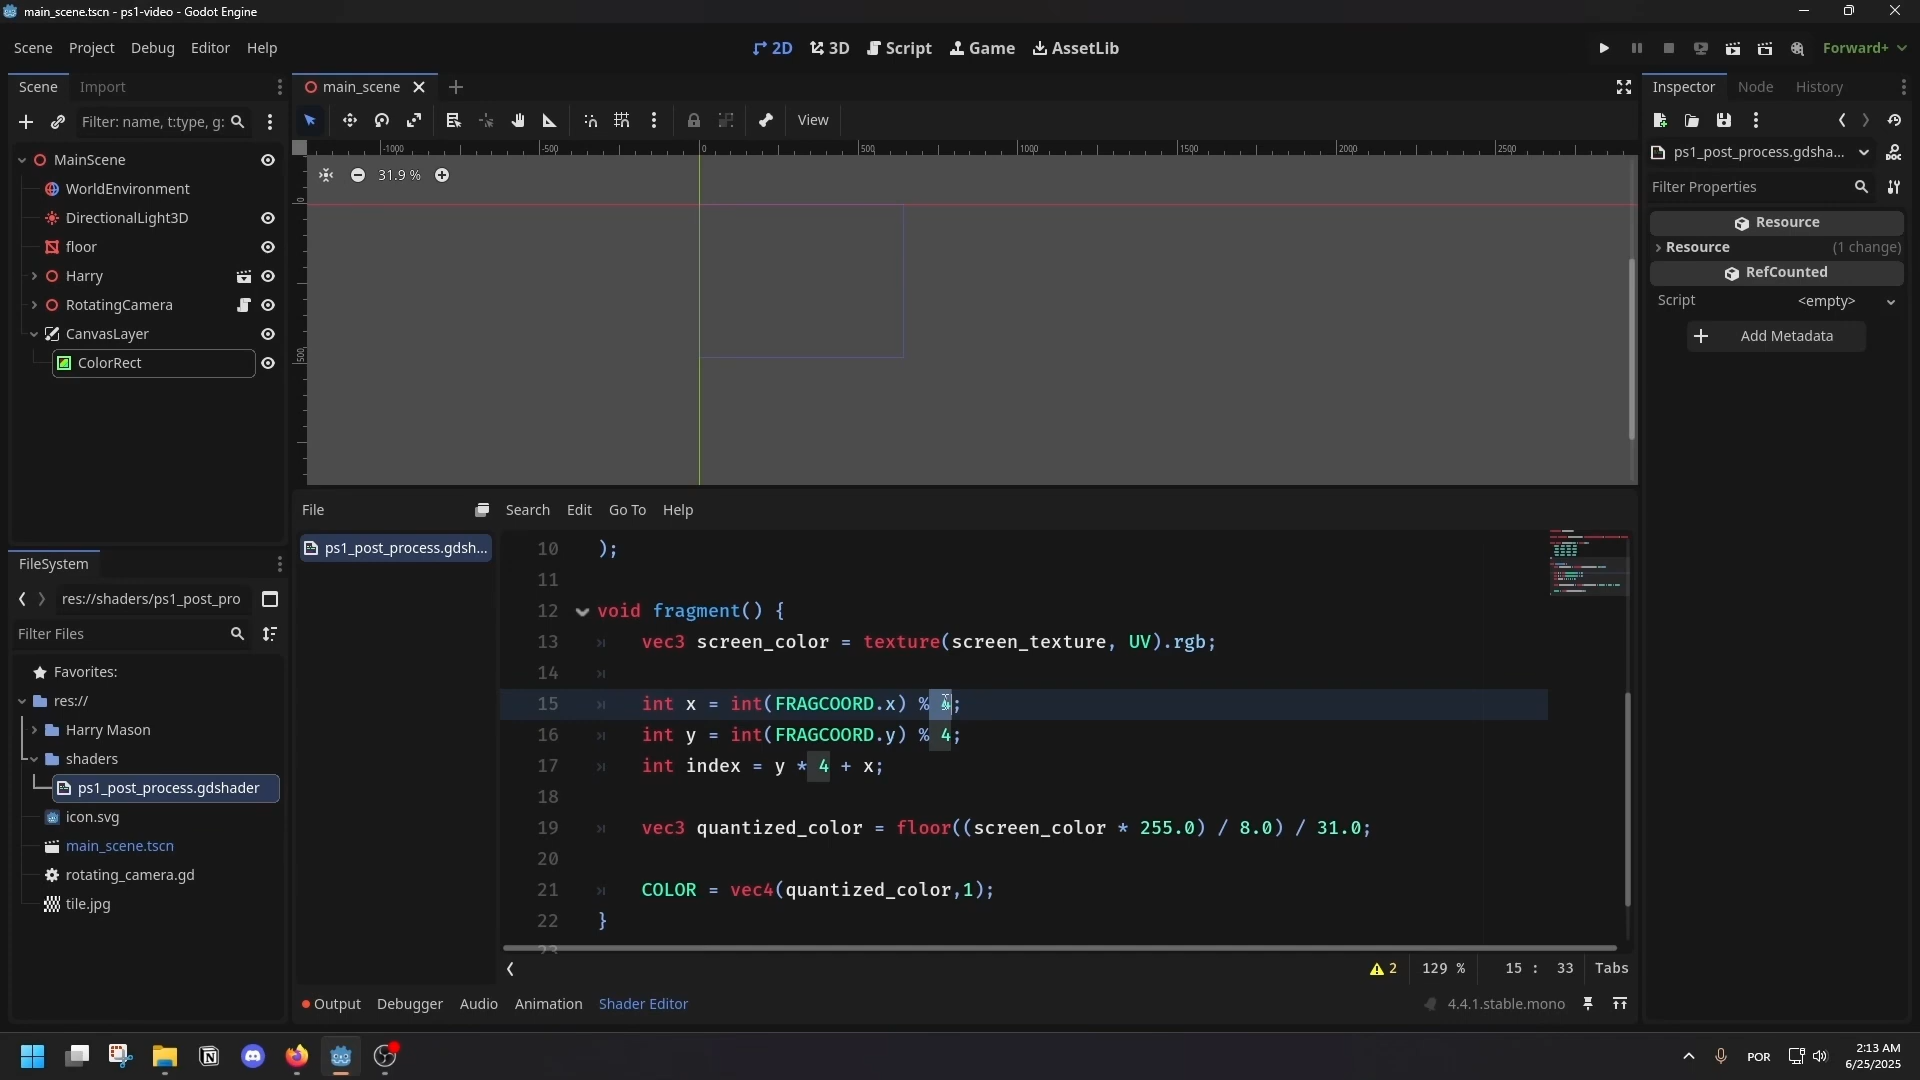 main_scene.tscn - ps1-video - Godot Engine
Scene Project Debug Editor Help
2D 3D Script Game AssetLib
Forward+
Scene Import
Filter: name, t:type, g:
MainScene
WorldEnvironment
DirectionalLight3D
floor
Harry
RotatingCamera
CanvasLayer
ColorRect
main_scene
View
-1000 -500 0 500 1000 1500 2000 2500
0
500
31.9 %
Inspector Node History
ps1_post_process.gdsha...
Filter Properties
Resource
Resource (1 change)
RefCounted
Script <empty>
Add Metadata
FileSystem
res://shaders/ps1_post_pro
Filter Files
Favorites:
res://
Harry Mason
shaders
ps1_post_process.gdshader
icon.svg
main_scene.tscn
rotating_camera.gd
tile.jpg
File Search Edit Go To Help
ps1_post_process.gdsh...
10 );
11
12 void fragment() {
13 vec3 screen_color = texture(screen_texture, UV).rgb;
14
15 int x = int(FRAGCOORD.x) % 4;
16 int y = int(FRAGCOORD.y) % 4;
17 int index = y * 4 + x;
18
19 vec3 quantized_color = floor((screen_color * 255.0) / 8.0) / 31.0;
20
21 COLOR = vec4(quantized_color,1);
22 }
23
2 129 % 15 : 33 Tabs
Output Debugger Audio Animation Shader Editor
4.4.1.stable.mono
POR
2:13 AM
6/25/2025